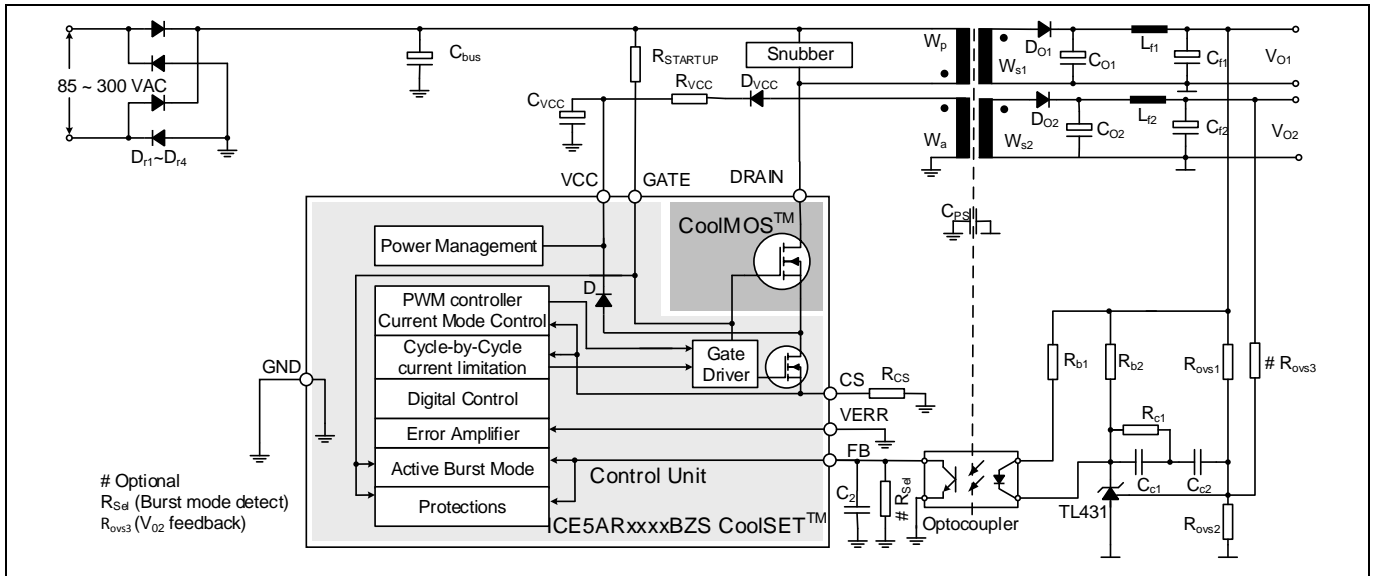 85 ~ 300 VAC
Dr1~Dr4
Cbus
RSTARTUP
Snubber
RVCC
DVCC
CVCC
Wp
Ws1
Wa
Ws2
DO1
CO1
Lf1
Cf1
VO1
DO2
CO2
Lf2
Cf2
VO2
VCC
GATE
DRAIN
CPS
CoolMOS™
Power Management
D
PWM controller
Current Mode Control
Cycle-by-Cycle
current limitation
Digital Control
Error Amplifier
Active Burst Mode
Protections
Gate
Driver
GND
CS
RCS
VERR
FB
Control Unit
ICE5ARxxxxBZS CoolSET™
C2
# RSel
Optocoupler
Rb1
Rb2
Rovs1
# Rovs3
Rc1
Cc1
Cc2
TL431
Rovs2
# Optional
RSel (Burst mode detect)
Rovs3 (V02 feedback)